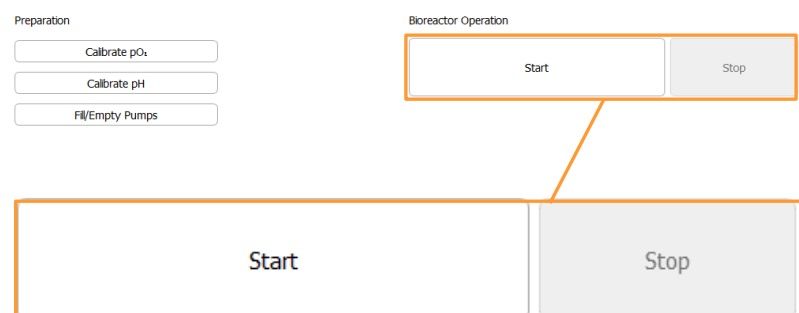 Preparation
Bioreactor Operation
Calibrate pO₂
Start
Stop
Calibrate pH
Fill/Empty Pumps
Start
Stop